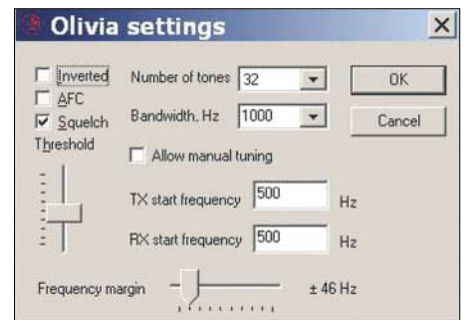 Olivia settings
Inverted
AFC
Squelch
Threshold
Number of tones 32
Bandwidth, Hz 1000
Allow manual tuning
TX start frequency 500 Hz
RX start frequency 500 Hz
Frequency margin ± 46 Hz
OK
Cancel